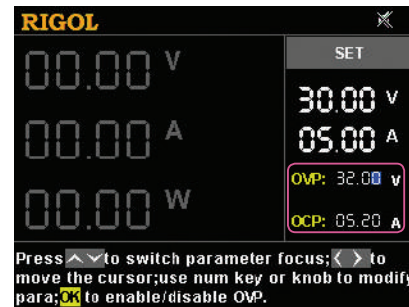 RIGOL
SET
00.00 V
30.00 V
00.00 A
05.00 A
OVP: 32.00 V
00.00 W
OCP: 05.20 A
Press to switch parameter focus; to
move the cursor;use num key or knob to modify
para;OK to enable/disable OVP.